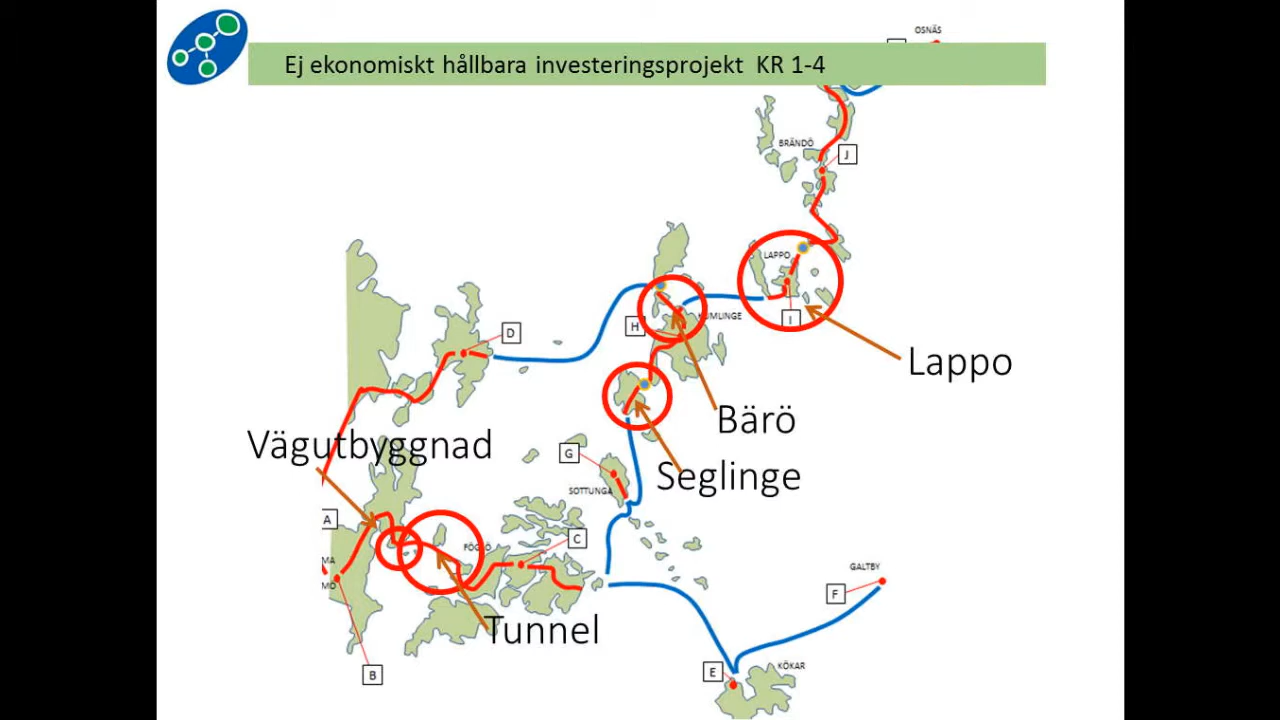 OSNÄS
Ej ekonomiskt hållbara investeringsprojekt KR 1-4
BRÄNDÖ
J
LAPPO
I
H
KUMLINGE
D
Lappo
Bärö
Vägutbyggnad
G
Seglinge
SOTTUNGA
A
C
FÖGLÖ
MA
MO
GALTBY
F
Tunnel
B
E
KÖKAR